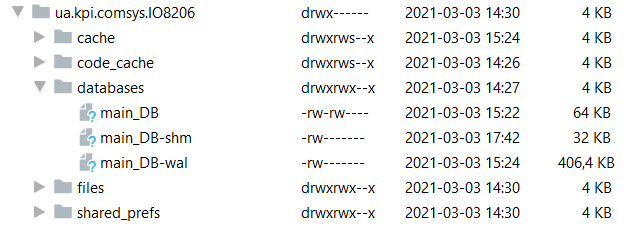 ua.kpi.comsys.IO8206 drwx------ 2021-03-03 14:30 4 KB
cache drwxrws--x 2021-03-03 15:24 4 KB
code_cache drwxrws--x 2021-03-03 14:26 4 KB
databases drwxrwx--x 2021-03-03 14:27 4 KB
main_DB -rw-rw---- 2021-03-03 15:22 64 KB
main_DB-shm -rw------- 2021-03-03 17:42 32 KB
main_DB-wal -rw------- 2021-03-03 15:24 406,4 KB
files drwxrwx--x 2021-03-03 14:30 4 KB
shared_prefs drwxrwx--x 2021-03-03 14:30 4 KB